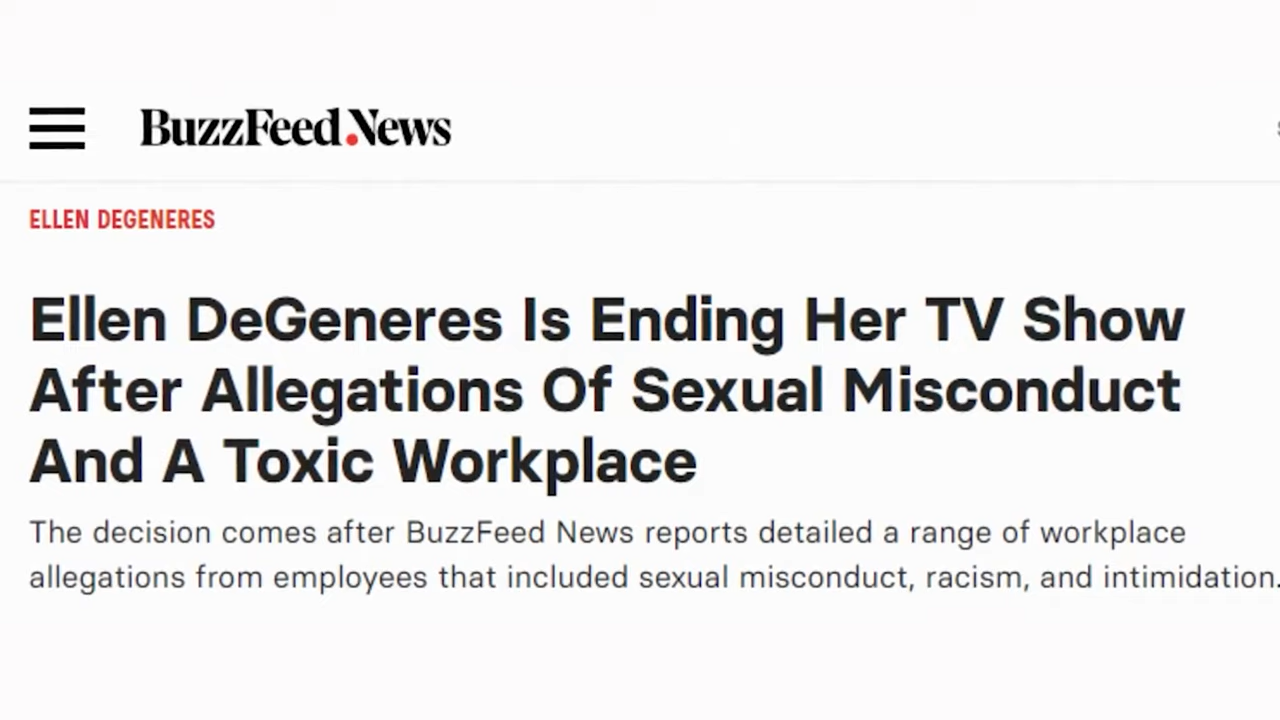 BuzzFeed News
ELLEN DEGENERES
Ellen DeGeneres Is Ending Her TV Show
After Allegations Of Sexual Misconduct
And A Toxic Workplace
The decision comes after BuzzFeed News reports detailed a range of workplace
allegations from employees that included sexual misconduct, racism, and intimidation.